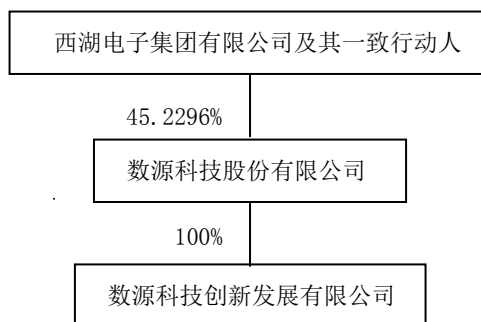 西湖电子集团有限公司及其一致行动人
45.2296%
数源科技股份有限公司
100%
数源科技创新发展有限公司